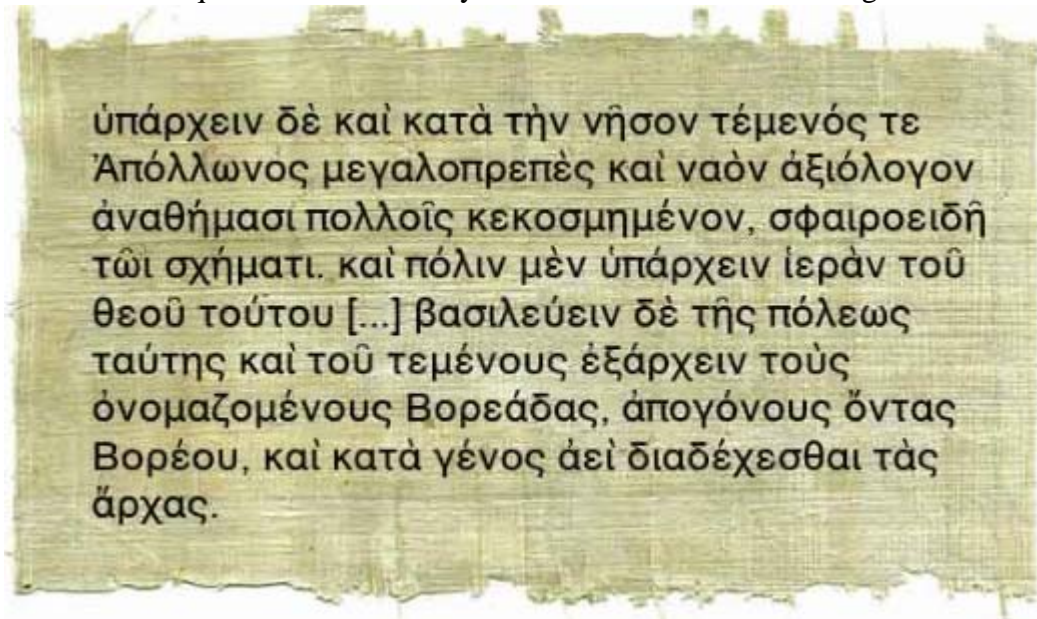 ὑπάρχειν δὲ καὶ κατὰ τὴν νῆσον τέμενός τε
Ἀπόλλωνος μεγαλοπρεπὲς καὶ ναὸν ἀξιόλογον
ἀναθήμασι πολλοῖς κεκοσμημένον, σφαιροειδῆ
τῶι σχήματι. καὶ πόλιν μὲν ὑπάρχειν ἱερὰν τοῦ
θεοῦ τούτου [...] βασιλεύειν δὲ τῆς πόλεως
ταύτης καὶ τοῦ τεμένους ἐξάρχειν τοὺς
ὀνομαζομένους Βορεάδας, ἀπογόνους ὄντας
Βορέου, καὶ κατὰ γένος ἀεὶ διαδέχεσθαι τὰς
ἄρχας.